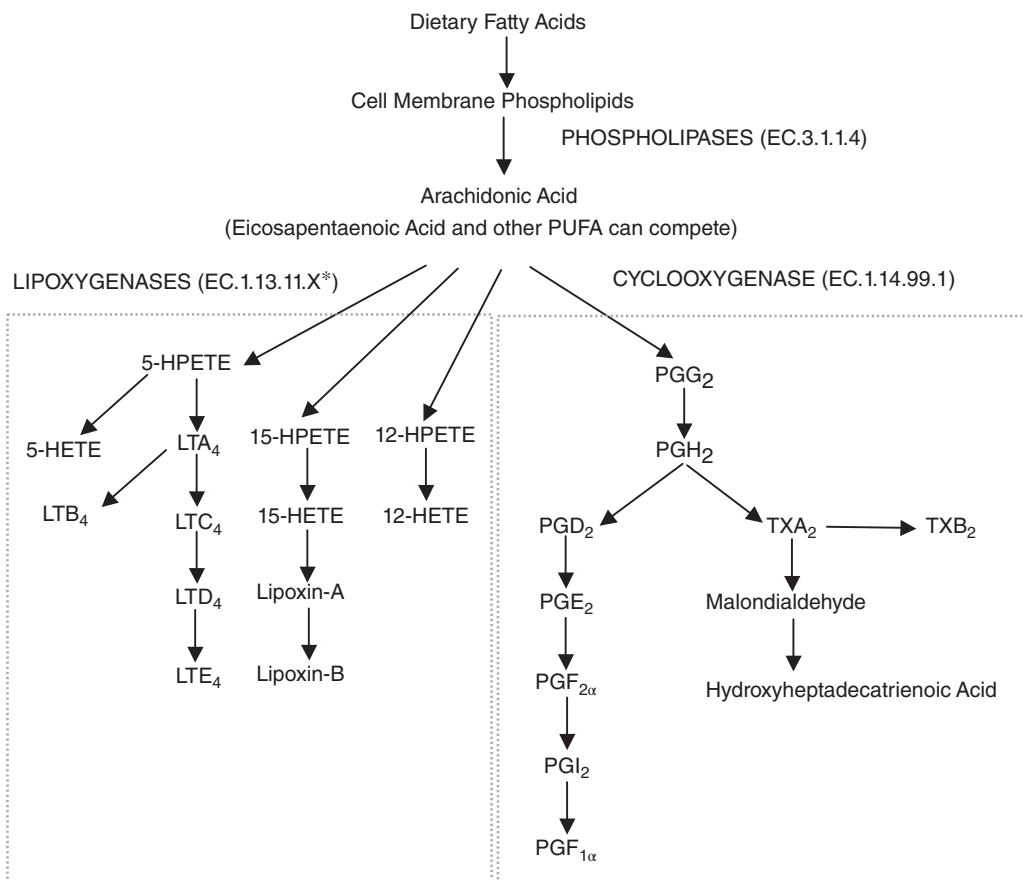 Dietary Fatty Acids
Cell Membrane Phospholipids
PHOSPHOLIPASES (EC.3.1.1.4)
Arachidonic Acid
(Eicosapentaenoic Acid and other PUFA can compete)
LIPOXYGENASES (EC.1.13.11.X*)
5-HPETE
5-HETE
LTA4
LTB4
LTC4
LTD4
LTE4
15-HPETE
15-HETE
Lipoxin-A
Lipoxin-B
12-HPETE
12-HETE
CYCLOOXYGENASE (EC.1.14.99.1)
PGG2
PGH2
PGD2
PGE2
PGF2α
PGI2
PGF1α
TXA2
TXB2
Malondialdehyde
Hydroxyheptadecatrienoic Acid